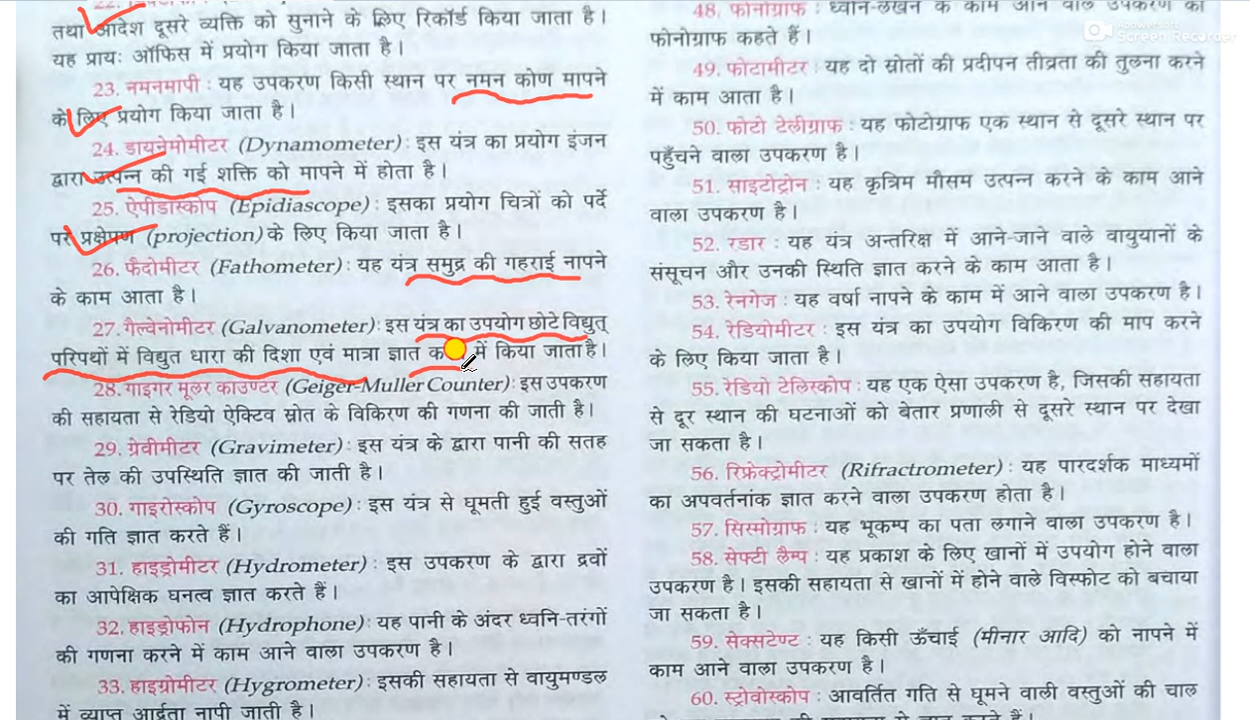 तथा आदेश दूसरे व्यक्ति को सुनाने के लिए रिकॉर्ड किया जाता है।
यह प्रायः ऑफिस में प्रयोग किया जाता है।
23. नमनमापी : यह उपकरण किसी स्थान पर नमन कोण मापने
के लिए प्रयोग किया जाता है।
24. डायनेमोमीटर (Dynamometer) : इस यंत्र का प्रयोग इंजन
द्वारा उत्पन्न की गई शक्ति को मापने में होता है।
25. ऐपीडास्कोप (Epidiascope) : इसका प्रयोग चित्रों को पर्दे
पर प्रक्षेपण (projection) के लिए किया जाता है।
26. फैदोमीटर (Fathometer) : यह यंत्र समुद्र की गहराई नापने
के काम आता है।
27. गैल्वेनोमीटर (Galvanometer) : इस यंत्र का उपयोग छोटे विद्युत्
परिपथों में विद्युत धारा की दिशा एवं मात्रा ज्ञात में किया जाता है।
28. गाइगर मूलर काउण्टर (Geiger-Muller Counter) : इस उपकरण
की सहायता से रेडियो ऐक्टिव स्रोत के विकिरण की गणना की जाती है।
29. ग्रेवीमीटर (Gravimeter) : इस यंत्र के द्वारा पानी की सतह
पर तेल की उपस्थिति ज्ञात की जाती है।
30. गाइरोस्कोप (Gyroscope) : इस यंत्र से घूमती हुई वस्तुओं
की गति ज्ञात करते हैं।
31. हाइड्रोमीटर (Hydrometer) : इस उपकरण के द्वारा द्रवों
का आपेक्षिक घनत्व ज्ञात करते हैं।
32. हाइड्रोफोन (Hydrophone) : यह पानी के अंदर ध्वनि-तरंगों
की गणना करने में काम आने वाला उपकरण है।
33. हाइग्रोमीटर (Hygrometer) : इसकी सहायता से वायुमण्डल
में व्याप्त आर्द्रता नापी जाती है।
48. फोनोग्राफ : ध्वनि-लेखन के काम आने वाले उपकरण को
फोनोग्राफ कहते हैं।
49. फोटामीटर : यह दो स्रोतों की प्रदीपन तीव्रता की तुलना करने
में काम आता है।
50. फोटो टेलीग्राफ : यह फोटोग्राफ एक स्थान से दूसरे स्थान पर
पहुँचने वाला उपकरण है।
51. साइटोट्रोन : यह कृत्रिम मौसम उत्पन्न करने के काम आने
वाला उपकरण है।
52. रडार : यह यंत्र अन्तरिक्ष में आने-जाने वाले वायुयानों के
संसूचन और उनकी स्थिति ज्ञात करने के काम आता है।
53. रेनगेज : यह वर्षा नापने के काम में आने वाला उपकरण है।
54. रेडियोमीटर : इस यंत्र का उपयोग विकिरण की माप करने
के लिए किया जाता है।
55. रेडियो टेलिस्कोप : यह एक ऐसा उपकरण है, जिसकी सहायता
से दूर स्थान की घटनाओं को बेतार प्रणाली से दूसरे स्थान पर देखा
जा सकता है।
56. रिफ्रेक्ट्रोमीटर (Rifractrometer) : यह पारदर्शक माध्यमों
का अपवर्तनांक ज्ञात करने वाला उपकरण होता है।
57. सिस्मोग्राफ : यह भूकम्प का पता लगाने वाला उपकरण है।
58. सेफ्टी लैम्प : यह प्रकाश के लिए खानों में उपयोग होने वाला
उपकरण है। इसकी सहायता से खानों में होने वाले विस्फोट को बचाया
जा सकता है।
59. सेक्सटेण्ट : यह किसी ऊँचाई (मीनार आदि) को नापने में
काम आने वाला उपकरण है।
60. स्ट्रोवोस्कोप : आवर्तित गति से घूमने वाली वस्तुओं की चाल
Screen Recorder